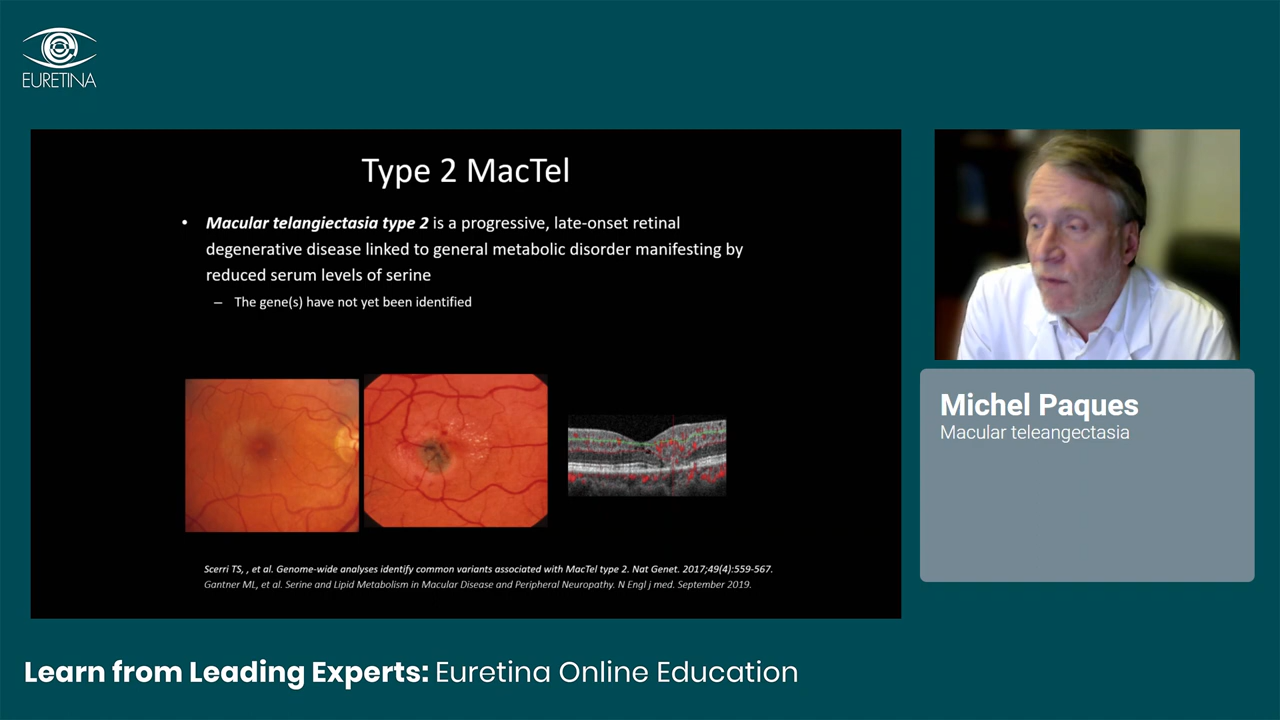 EURETINA
Type 2 MacTel
• Macular telangiectasia type 2 is a progressive, late-onset retinal
degenerative disease linked to general metabolic disorder manifesting by
reduced serum levels of serine
– The gene(s) have not yet been identified
Scerri TS, , et al. Genome-wide analyses identify common variants associated with MacTel type 2. Nat Genet. 2017;49(4):559-567.
Gantner ML, et al. Serine and Lipid Metabolism in Macular Disease and Peripheral Neuropathy. N Engl j med. September 2019.
Michel Paques
Macular teleangectasia
Learn from Leading Experts: Euretina Online Education